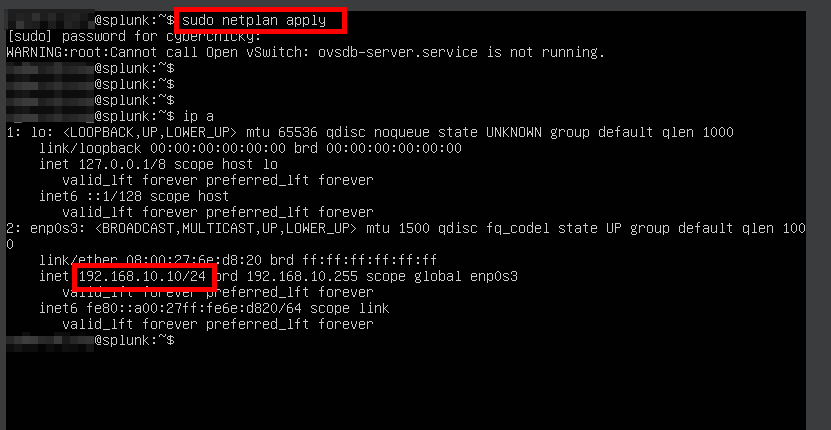 @splunk:~$ sudo netplan apply
[sudo] password for cyberchicky:
WARNING:root:Cannot call Open vSwitch: ovsdb-server.service is not running.
@splunk:~$
@splunk:~$
@splunk:~$
@splunk:~$ ip a
1: lo: <LOOPBACK,UP,LOWER_UP> mtu 65536 qdisc noqueue state UNKNOWN group default qlen 1000
link/loopback 00:00:00:00:00:00 brd 00:00:00:00:00:00
inet 127.0.0.1/8 scope host lo
valid_lft forever preferred_lft forever
inet6 ::1/128 scope host
valid_lft forever preferred_lft forever
2: enp0s3: <BROADCAST,MULTICAST,UP,LOWER_UP> mtu 1500 qdisc fq_codel state UP group default qlen 100
0
link/ether 08:00:27:6e:d8:20 brd ff:ff:ff:ff:ff:ff
inet 192.168.10.10/24 brd 192.168.10.255 scope global enp0s3
valid_lft forever preferred_lft forever
inet6 fe80::a00:27ff:fe6e:d820/64 scope link
valid_lft forever preferred_lft forever
@splunk:~$